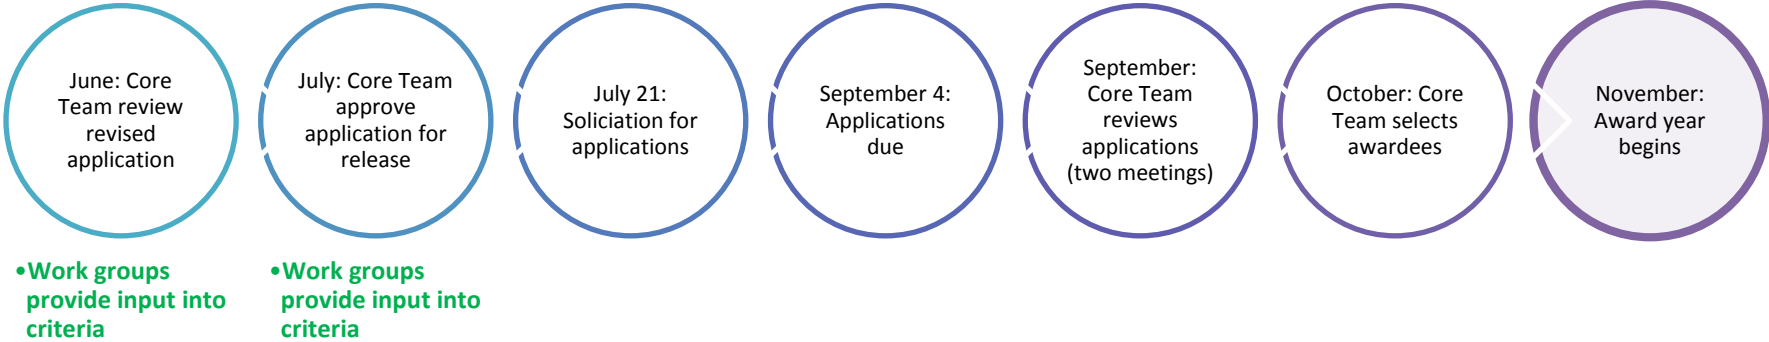 June: Core
Team review
revised
application
July: Core Team
approve
application for
release
July 21:
Soliciation for
applications
September 4:
Applications
due
September:
Core Team
reviews
applications
(two meetings)
October: Core
Team selects
awardees
November:
Award year
begins
•Work groups
provide input into
criteria
•Work groups
provide input into
criteria